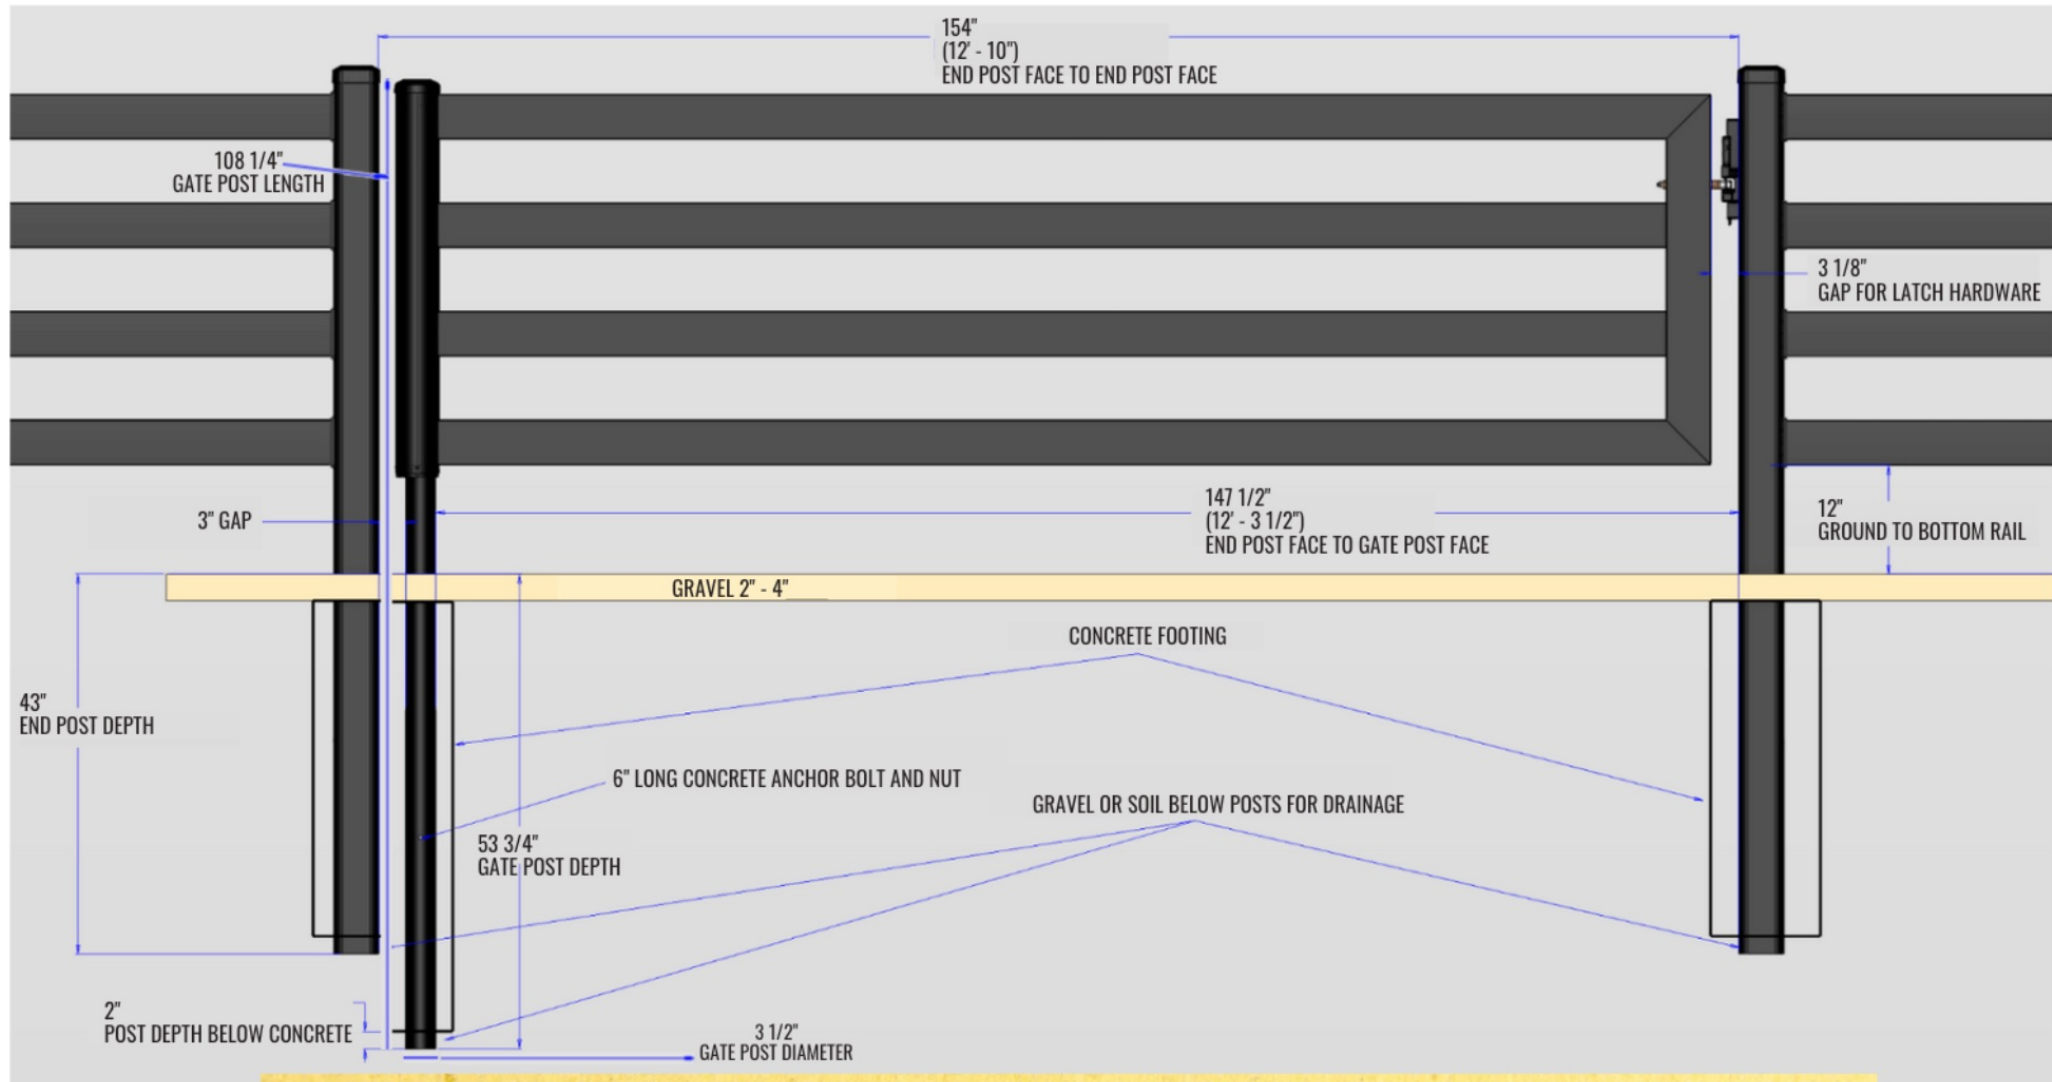 154"
(12' - 10")
END POST FACE TO END POST FACE
108 1/4"
GATE POST LENGTH
3 1/8"
GAP FOR LATCH HARDWARE
147 1/2"
(12' - 3 1/2")
END POST FACE TO GATE POST FACE
12"
GROUND TO BOTTOM RAIL
3" GAP
GRAVEL 2" - 4"
CONCRETE FOOTING
43"
END POST DEPTH
6" LONG CONCRETE ANCHOR BOLT AND NUT
GRAVEL OR SOIL BELOW POSTS FOR DRAINAGE
53 3/4"
GATE POST DEPTH
2"
POST DEPTH BELOW CONCRETE
3 1/2"
GATE POST DIAMETER